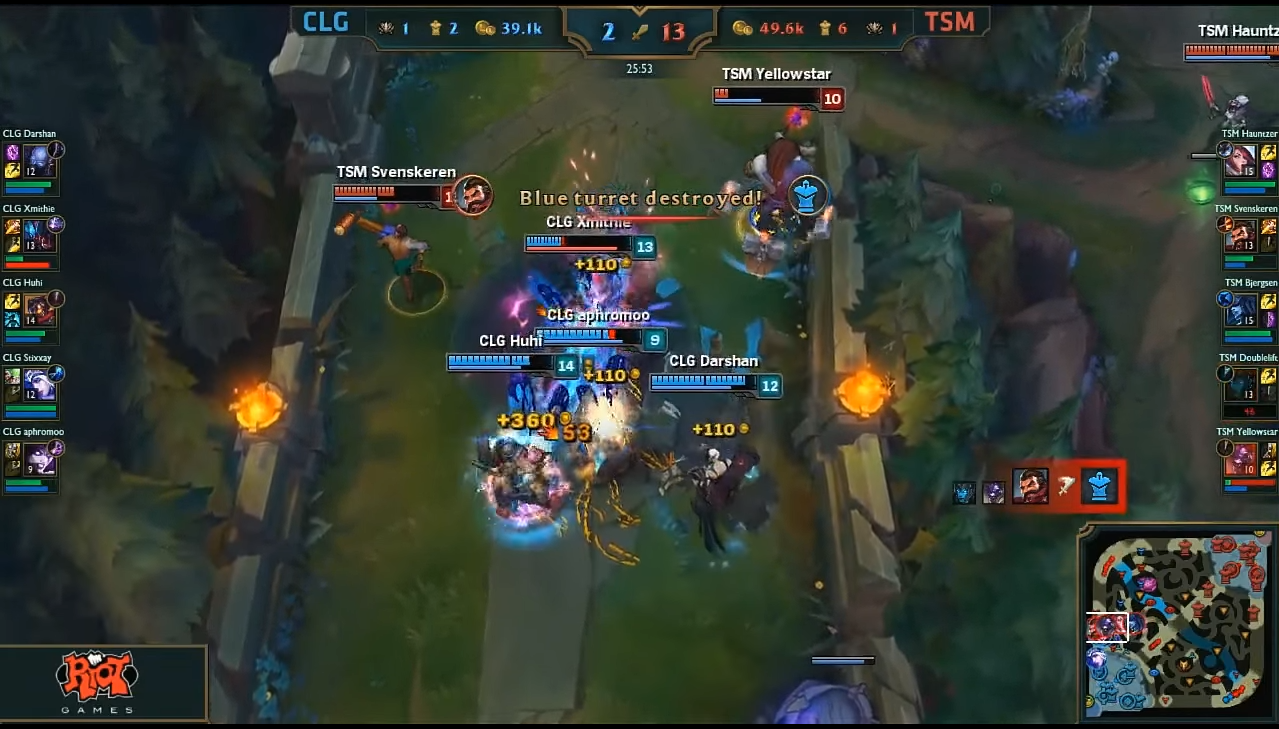 CLG 1 2 39.1k 2 13 49.6k 6 1 TSM
25:53
TSM Hauntz
TSM Yellowstar
10
TSM Svenskeren
1
Blue turret destroyed!
CLG Xmithie
13
+110
CLG aphromoo
9
CLG Huhi
14
+110
CLG Darshan
12
+360
53
+110
CLG Darshan
12
CLG Xmithie
13
CLG Huhi
14
CLG Stixxay
12
CLG aphromoo
9
TSM Hauntzer
15
TSM Svenskeren
13
TSM Bjergsen
15
TSM Doublelift
13
46
TSM Yellowstar
10
RIOT
GAMES